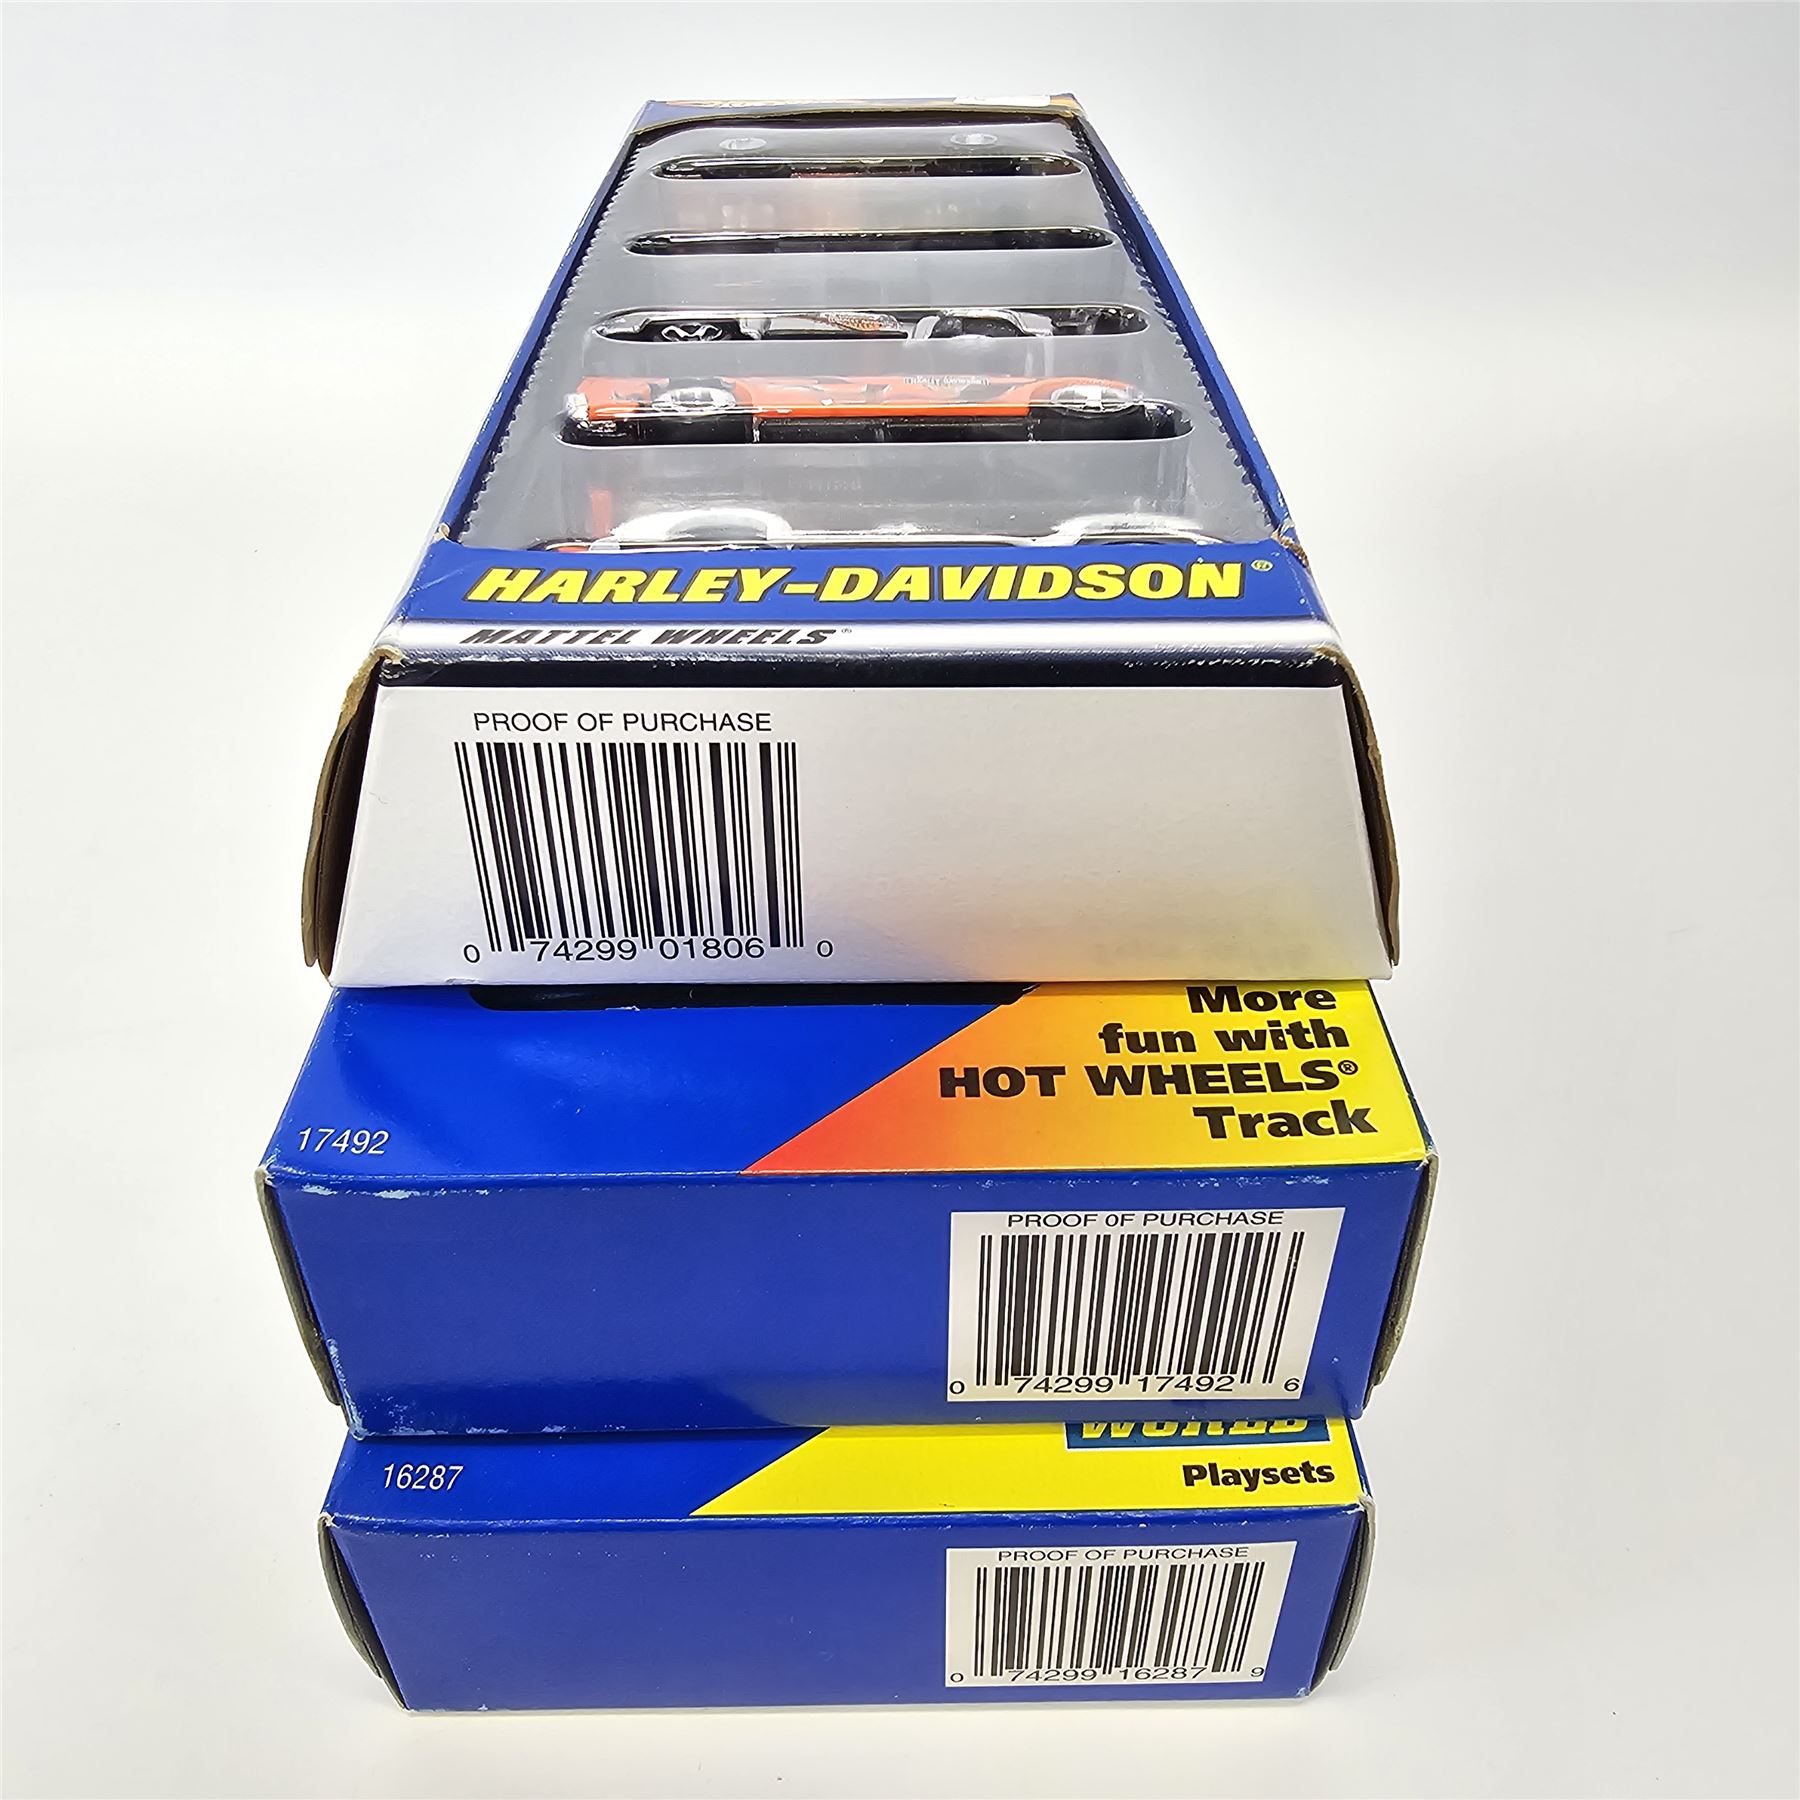 HARLEY-DAVIDSON®
MATTEL WHEELS®
PROOF OF PURCHASE
0 74299 01806 0
More
fun with
HOT WHEELS®
Track
17492
PROOF OF PURCHASE
0 74299 17492 6
WORLD
16287
Playsets
PROOF OF PURCHASE
0 74299 16287 9